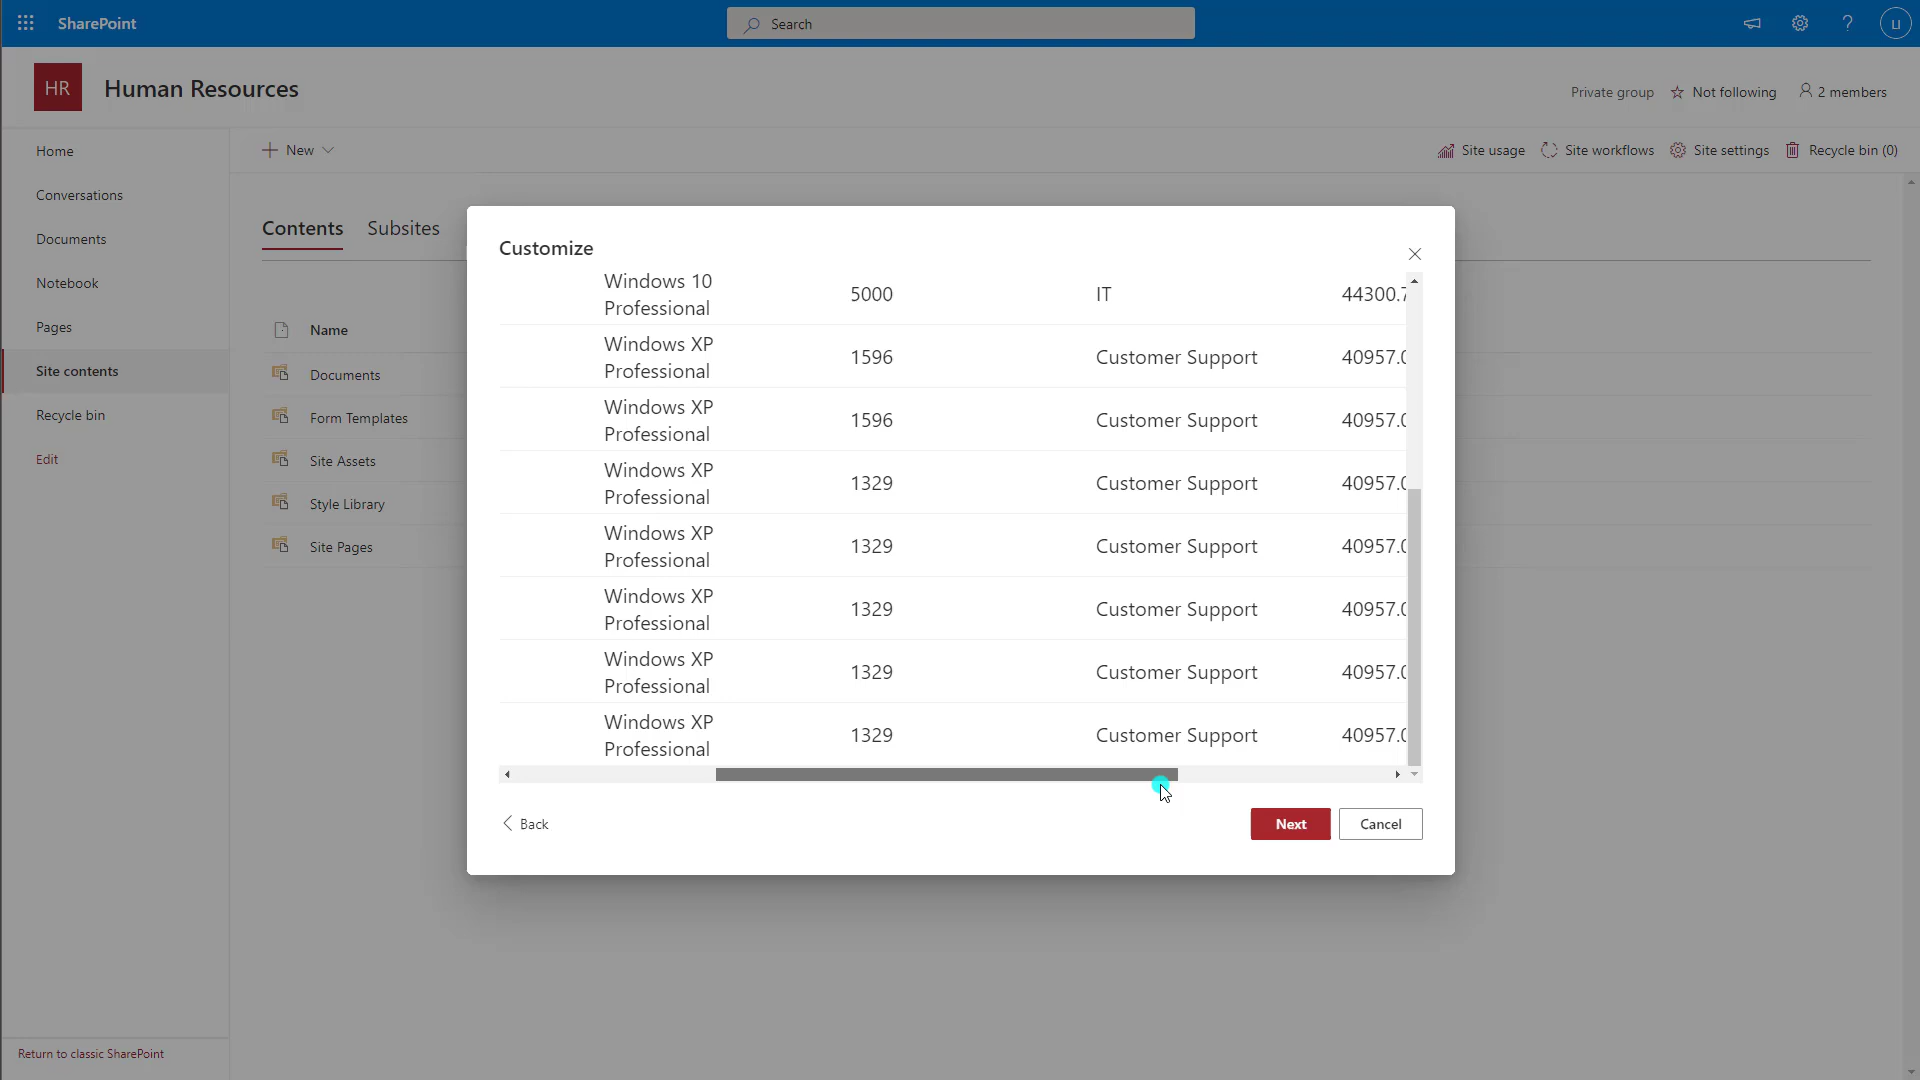 SharePoint
Search
U
HR
Human Resources
Private group
Not following
2 members
Home
Conversations
Documents
Notebook
Pages
Site contents
Recycle bin
Edit
Return to classic SharePoint
New
Site usage
Site workflows
Site settings
Recycle bin (0)
Contents
Subsites
Name
Documents
Form Templates
Site Assets
Style Library
Site Pages
Customize
Windows 10
Professional
5000
IT
44300.7
Windows XP
Professional
1596
Customer Support
40957.0
Windows XP
Professional
1596
Customer Support
40957.0
Windows XP
Professional
1329
Customer Support
40957.0
Windows XP
Professional
1329
Customer Support
40957.0
Windows XP
Professional
1329
Customer Support
40957.0
Windows XP
Professional
1329
Customer Support
40957.0
Windows XP
Professional
1329
Customer Support
40957.0
Back
Next
Cancel